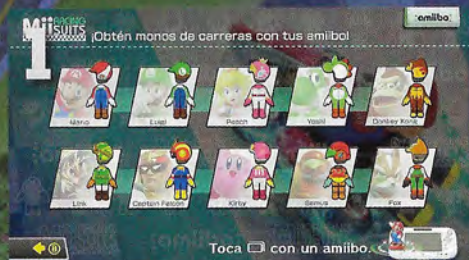 1
Mii RACING SUITS
¡Obtén monos de carreras con tus amiibo!
amiibo
Mario
Luigi
Peach
Yoshi
Donkey Kong
Link
Captain Falcon
Kirby
Samus
Fox
Toca con un amiibo.